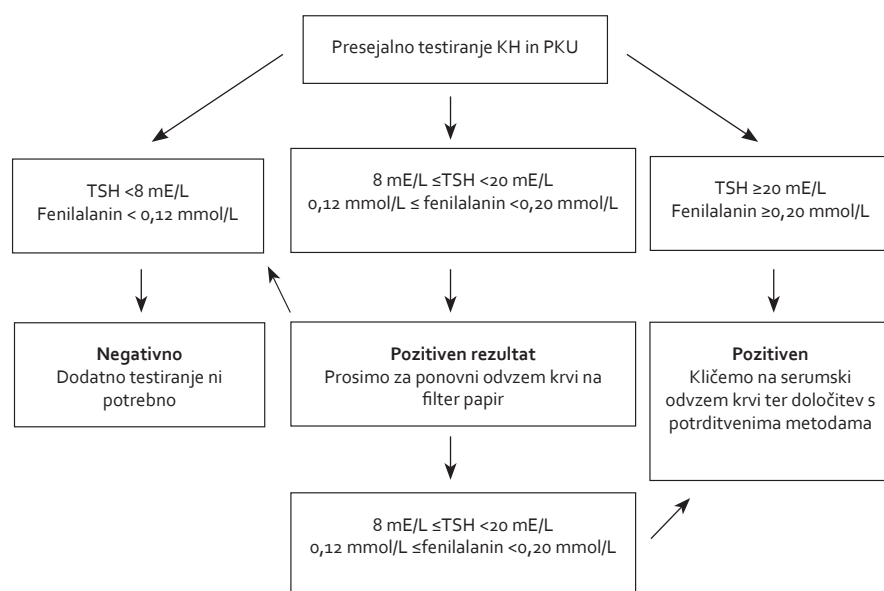 Presejalno testiranje KH in PKU
TSH <8 mE/L
Fenilalanin < 0,12 mmol/L
8 mE/L ≤TSH <20 mE/L
0,12 mmol/L ≤ fenilalanin <0,20 mmol/L
TSH ≥20 mE/L
Fenilalanin ≥0,20 mmol/L
Negativno
Dodatno testiranje ni
potrebno
Pozitiven rezultat
Prosimo za ponovni odvzem krvi na
filter papir
Pozitiven
Kličemo na serumski
odvzem krvi ter določitev s
potrditvenima metodama
8 mE/L ≤TSH <20 mE/L
0,12 mmol/L ≤fenilalanin <0,20 mmol/L